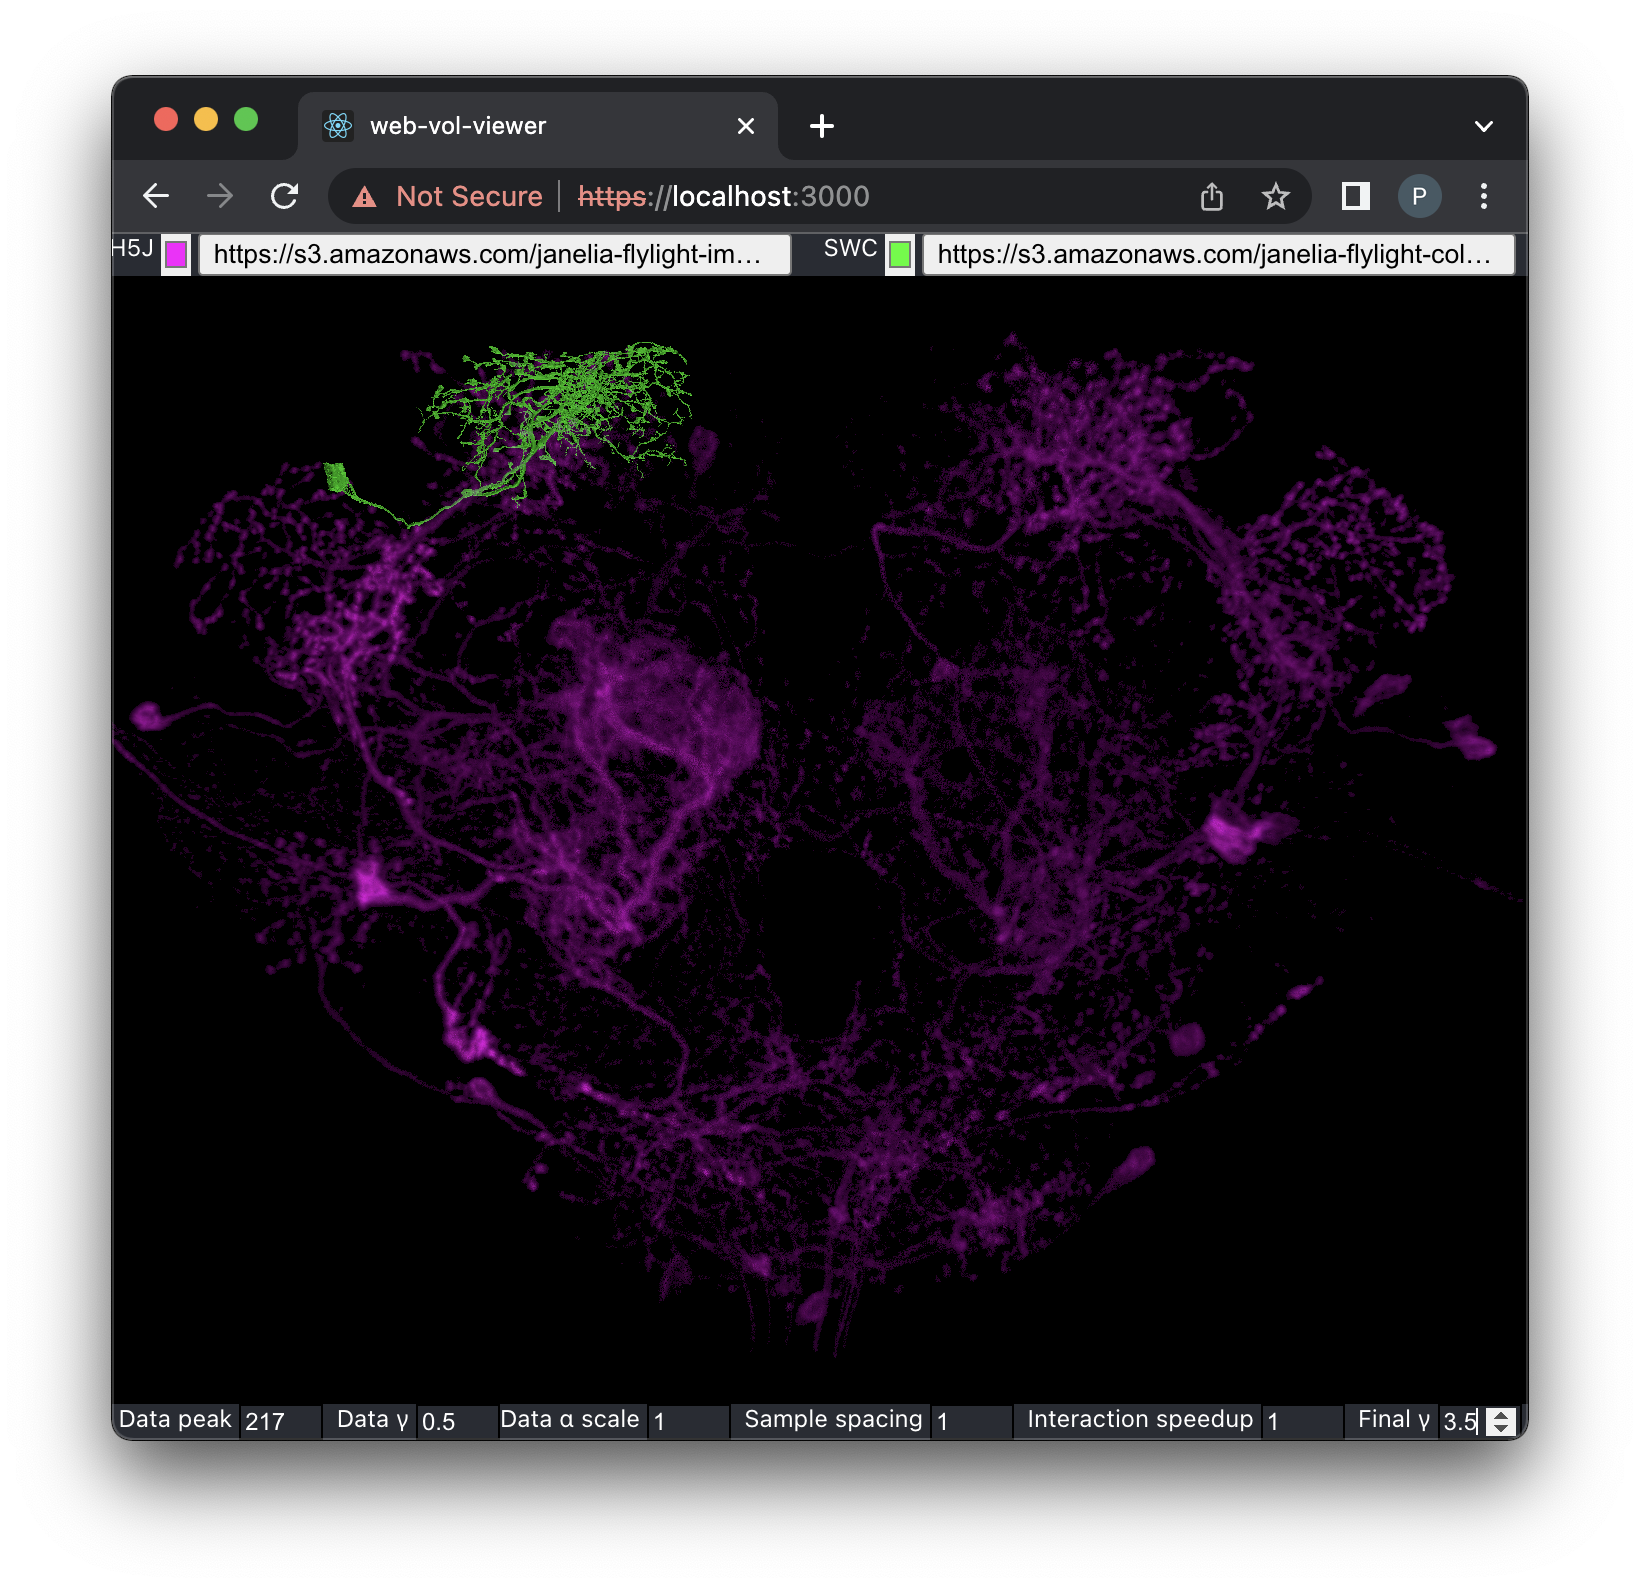 web-vol-viewer
Not Secure https://localhost:3000 P
H5J https://s3.amazonaws.com/janelia-flylight-im… SWC https://s3.amazonaws.com/janelia-flylight-col…
Data peak 217 Data γ 0.5 Data α scale 1 Sample spacing 1 Interaction speedup 1 Final γ 3.5